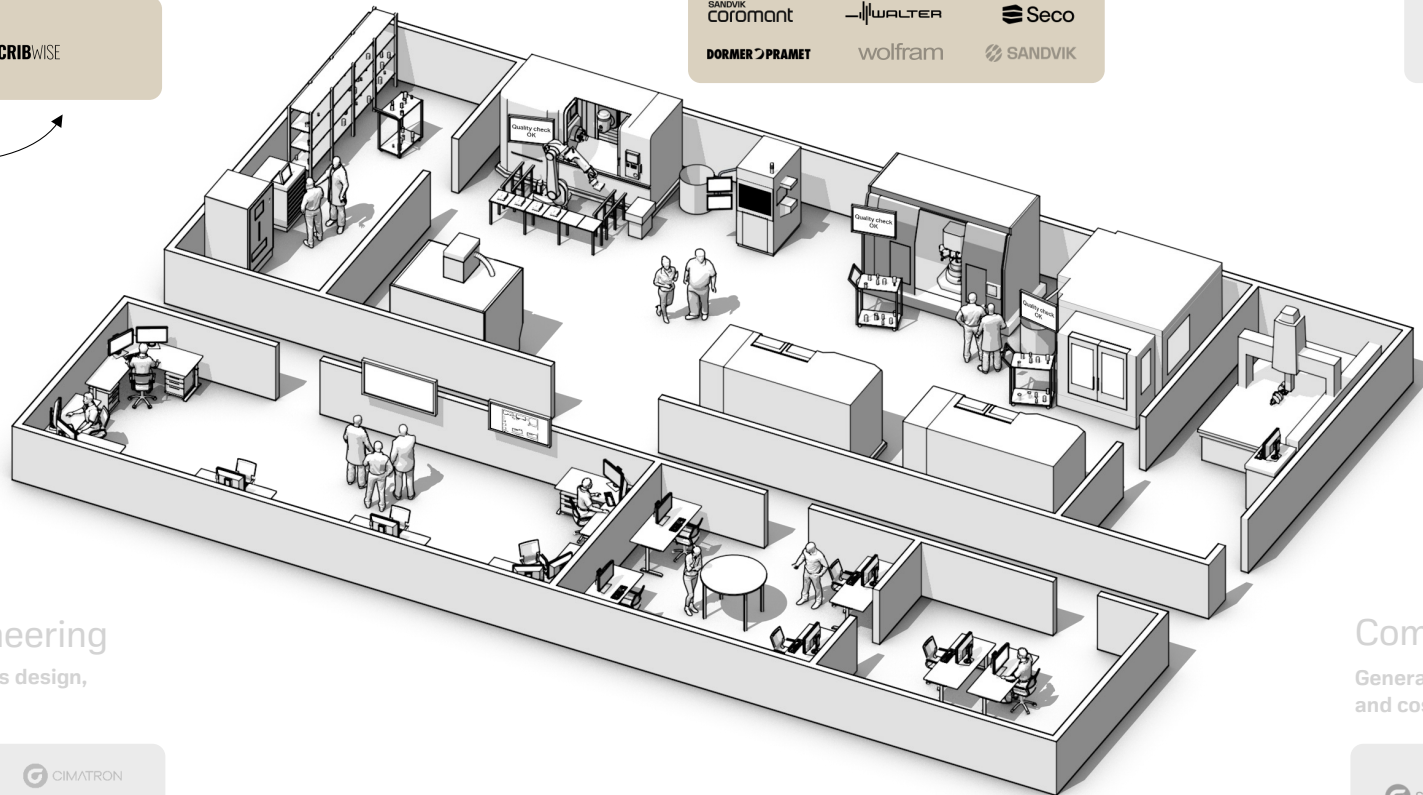 CRIBWISE
SANDVIK
coromant
WALTER
Seco
DORMER PRAMET
wolfram
SANDVIK
Quality check
OK
Quality check
OK
Quality check
OK
neering
s design,
CIMATRON
Com
Genera
and cos